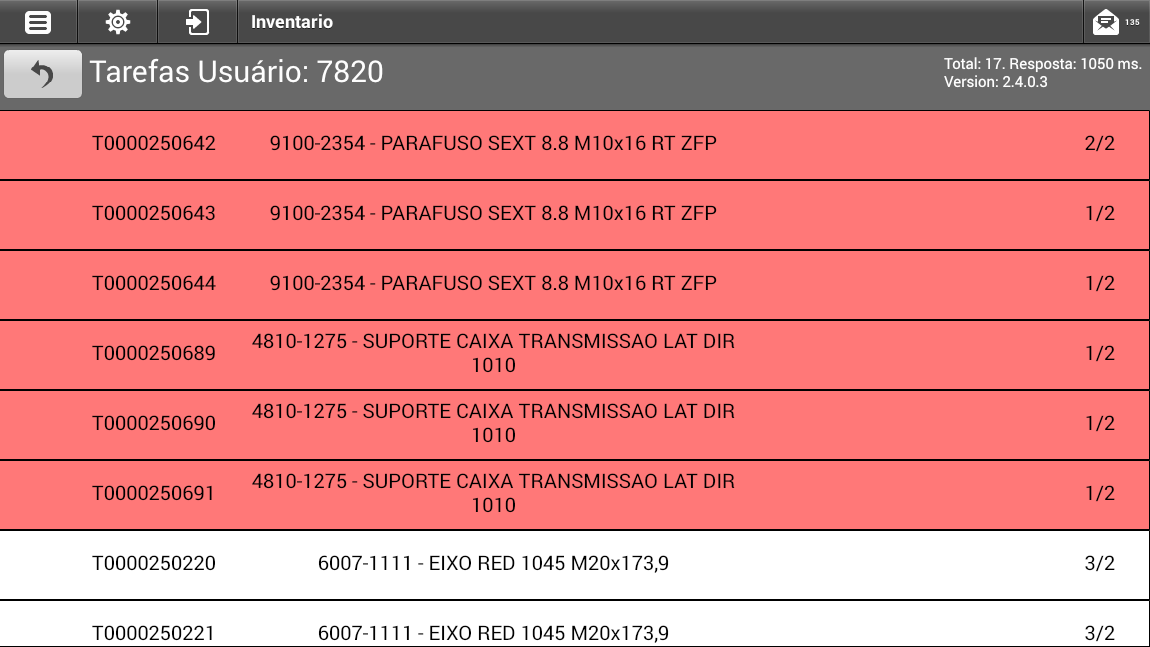 Inventario
135
Tarefas Usuário: 7820
Total: 17. Resposta: 1050 ms.
Version: 2.4.0.3
T0000250642 9100-2354 - PARAFUSO SEXT 8.8 M10x16 RT ZFP 2/2
T0000250643 9100-2354 - PARAFUSO SEXT 8.8 M10x16 RT ZFP 1/2
T0000250644 9100-2354 - PARAFUSO SEXT 8.8 M10x16 RT ZFP 1/2
T0000250689 4810-1275 - SUPORTE CAIXA TRANSMISSAO LAT DIR 1/2
1010
T0000250690 4810-1275 - SUPORTE CAIXA TRANSMISSAO LAT DIR 1/2
1010
T0000250691 4810-1275 - SUPORTE CAIXA TRANSMISSAO LAT DIR 1/2
1010
T0000250220 6007-1111 - EIXO RED 1045 M20x173,9 3/2
T0000250221 6007-1111 - EIXO RED 1045 M20x173,9 3/2